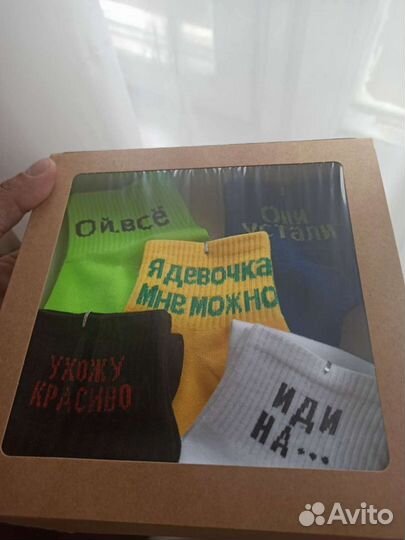 Ой.всё
Они
устали
Я девочка
мне можно
УХОЖУ
КРАСИВО
ИДИ
НА...
Avito